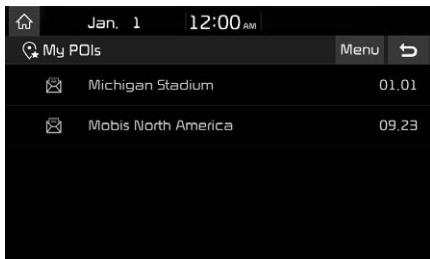 Jan. 1 12:00 AM
My POIs Menu
Michigan Stadium 01.01
Mobis North America 09.23